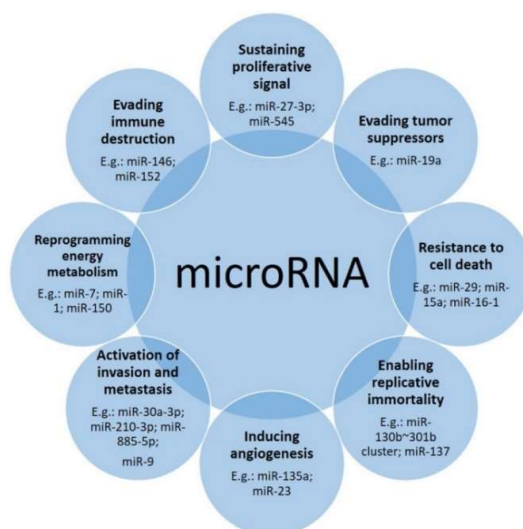 Sustaining
proliferative
signal
E.g.: miR-27-3p;
miR-545
Evading tumor
suppressors
E.g.: miR-19a
Resistance to
cell death
E.g.: miR-29; miR-
15a; miR-16-1
Enabling
replicative
immortality
E.g.: miR-
130b~301b
cluster; miR-137
Inducing
angiogenesis
E.g.: miR-135a;
miR-23
Activation of
invasion and
metastasis
E.g.: miR-30a-3p;
miR-210-3p; miR-
885-5p;
miR-9
Reprogramming
energy
metabolism
E.g.: miR-7; miR-
1; miR-150
Evading
immune
destruction
E.g.: miR-146;
miR-152
microRNA